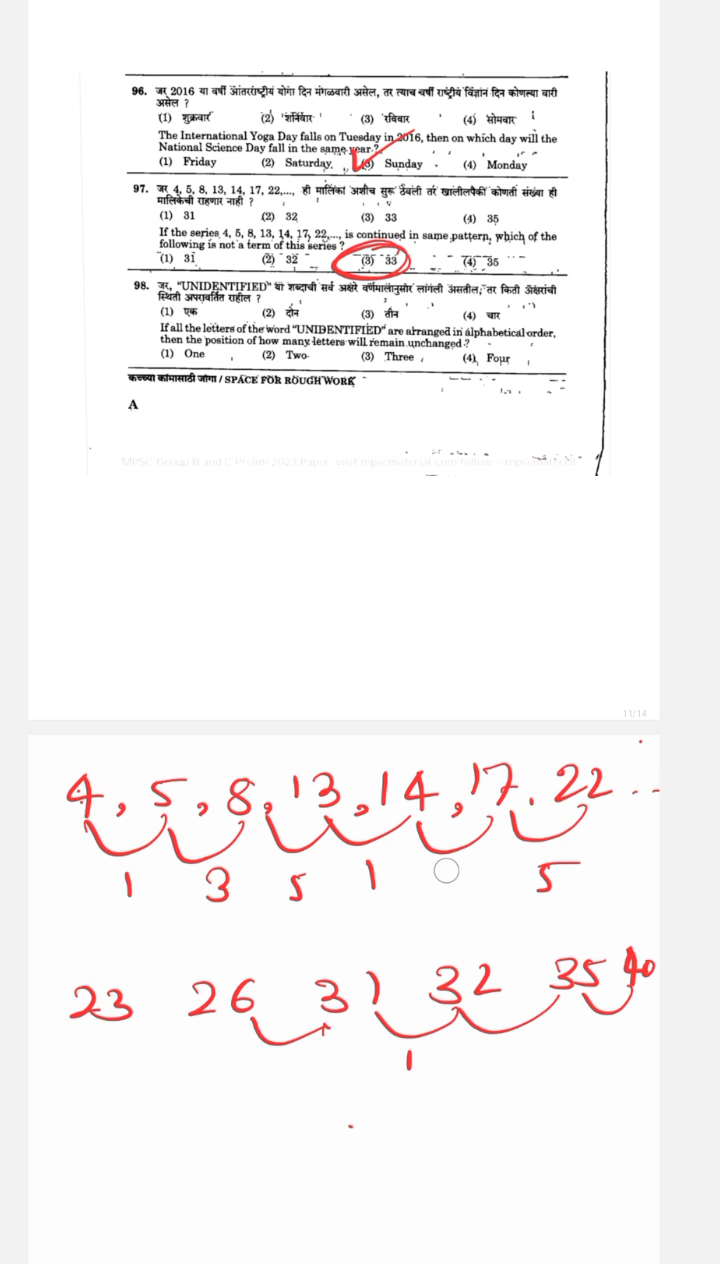 96. जर 2016 या वर्षी आंतरराष्ट्रीय योगा दिन मंगळवारी असेल, तर त्याच वर्षी राष्ट्रीय विज्ञान दिन कोणत्या वारी
असेल ?
(1) शुक्रवार (2) शनिवार (3) रविवार (4) सोमवार
The International Yoga Day falls on Tuesday in 2016, then on which day will the
National Science Day fall in the same year ?
(1) Friday (2) Saturday (3) Sunday (4) Monday
97. जर 4, 5, 8, 13, 14, 17, 22,..., ही मालिका अशीच सुरू ठेवली तर खालीलपैकी कोणती संख्या ही
मालिकेची राहणार नाही ?
(1) 31 (2) 32 (3) 33 (4) 35
If the series 4, 5, 8, 13, 14, 17, 22,..., is continued in same pattern, which of the
following is not a term of this series ?
(1) 31 (2) 32 (3) 33 (4) 35
98. जर, "UNIDENTIFIED" या शब्दाची सर्व अक्षरे वर्णमालानुसार लागली असतील, तर किती अक्षरांची
स्थिती अपरावर्तित राहील ?
(1) एक (2) दोन (3) तीन (4) चार
If all the letters of the word "UNIDENTIFIED" are arranged in alphabetical order,
then the position of how many letters will remain unchanged ?
(1) One (2) Two (3) Three (4) Four
कच्च्या कामासाठी जागा / SPACE FOR ROUGH WORK
A
MPSC Group B and C Prelim 202 Paper
11/14
4, 5, 8, 13, 14, 17, 22 ...
1 3 5 1 5
23 26 31 32 35 40
1